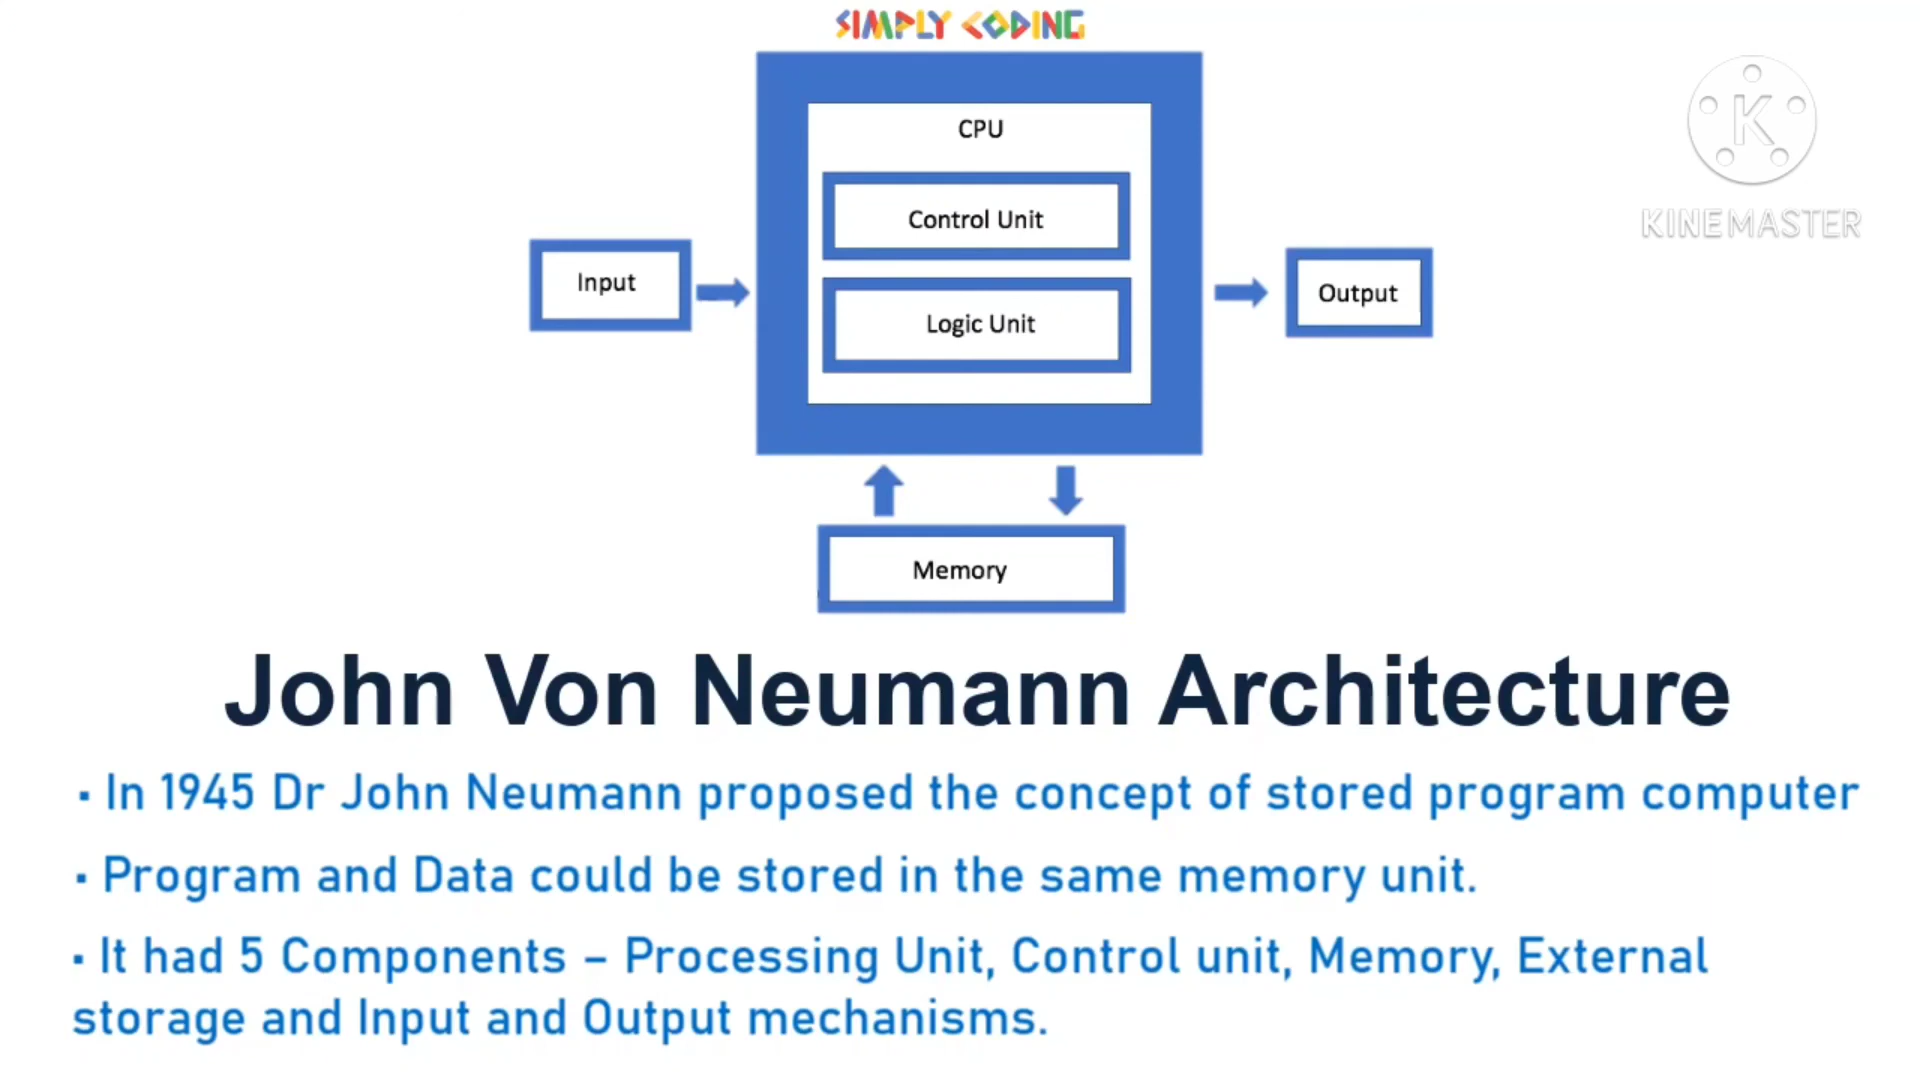 SIMPLY CODING
CPU
Control Unit
Logic Unit
Input
Output
Memory
KINEMASTER
John Von Neumann Architecture
▪ In 1945 Dr John Neumann proposed the concept of stored program computer
▪ Program and Data could be stored in the same memory unit.
▪ It had 5 Components – Processing Unit, Control unit, Memory, External
storage and Input and Output mechanisms.